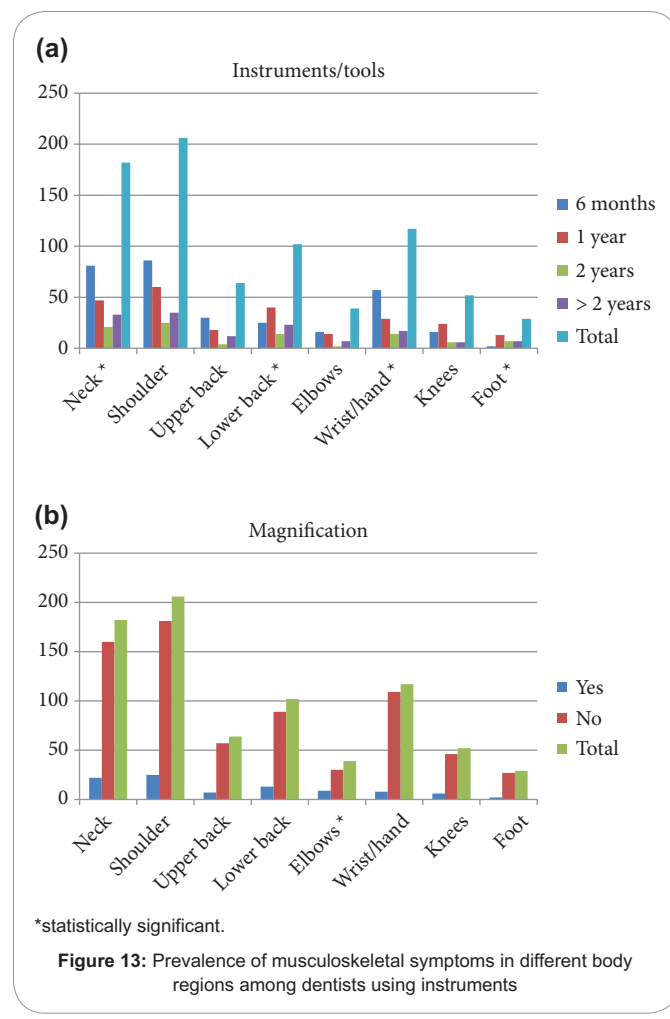 (a)
Instruments/tools
250
200
150
100
50
0
Neck *
Shoulder
Upper back
Lower back *
Elbows
Wrist/hand *
Knees
Foot *
6 months
1 year
2 years
> 2 years
Total
(b)
Magnification
250
200
150
100
50
0
Neck
Shoulder
Upper back
Lower back
Elbows *
Wrist/hand
Knees
Foot
Yes
No
Total
*statistically significant.
Figure 13: Prevalence of musculoskeletal symptoms in different body
regions among dentists using instruments